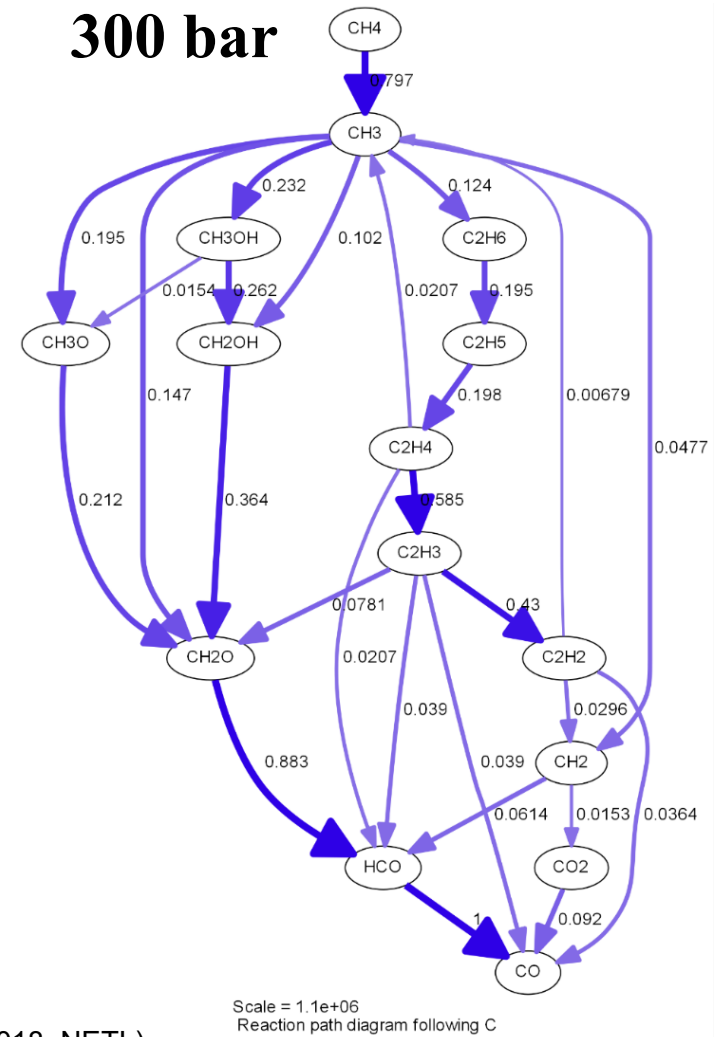 300 bar
CH4
0.797
CH3
0.232
0.124
0.195
CH3OH
0.102
C2H6
0.0154
0.262
0.0207
0.195
CH3O
CH2OH
C2H5
0.147
0.198
0.00679
0.0477
C2H4
0.212
0.364
0.585
C2H3
0.0781
0.43
CH2O
0.0207
C2H2
0.039
0.0296
0.883
0.039
CH2
0.0614
0.0153
0.0364
HCO
CO2
1
0.092
CO
Scale = 1.1e+06
Reaction path diagram following C